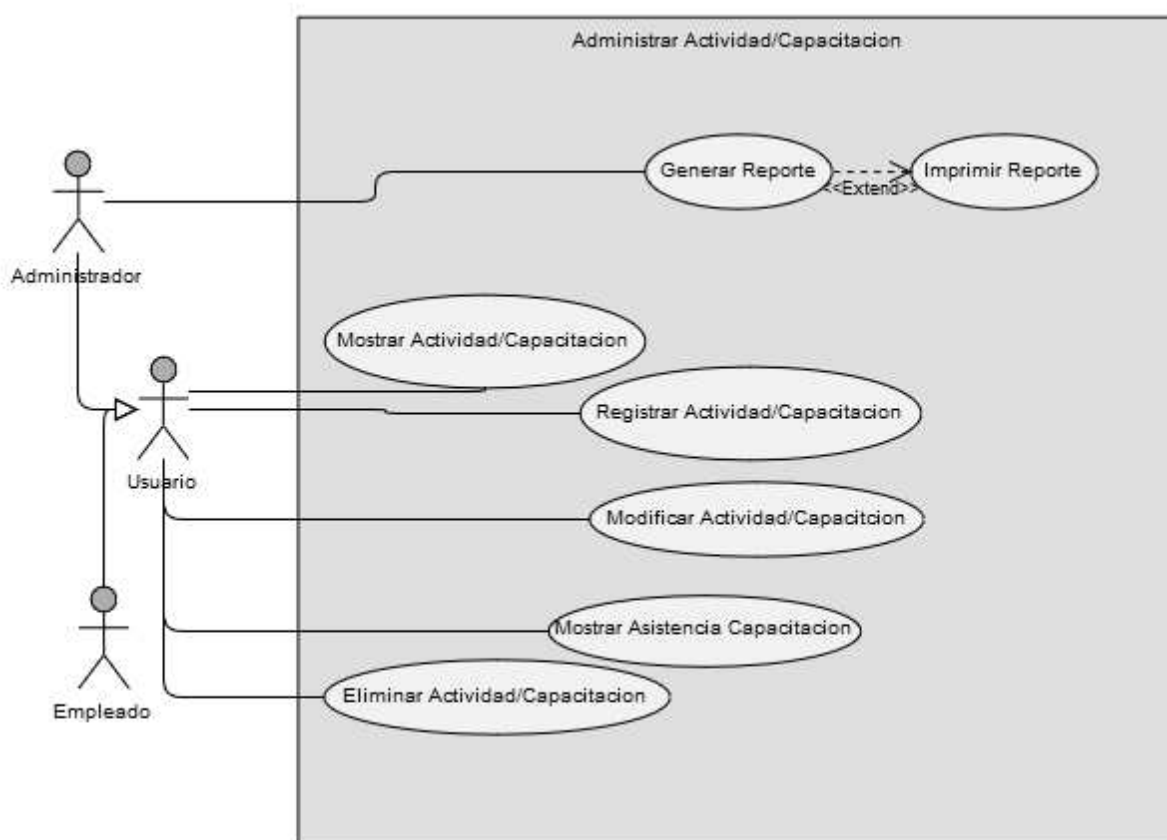 Administrar Actividad/Capacitacion
Generar Reporte
<<Extend>>
Imprimir Reporte
Administrador
Mostrar Actividad/Capacitacion
Registrar Actividad/Capacitacion
Usuario
Modificar Actividad/Capacitcion
Mostrar Asistencia Capacitacion
Eliminar Actividad/Capacitacion
Empleado